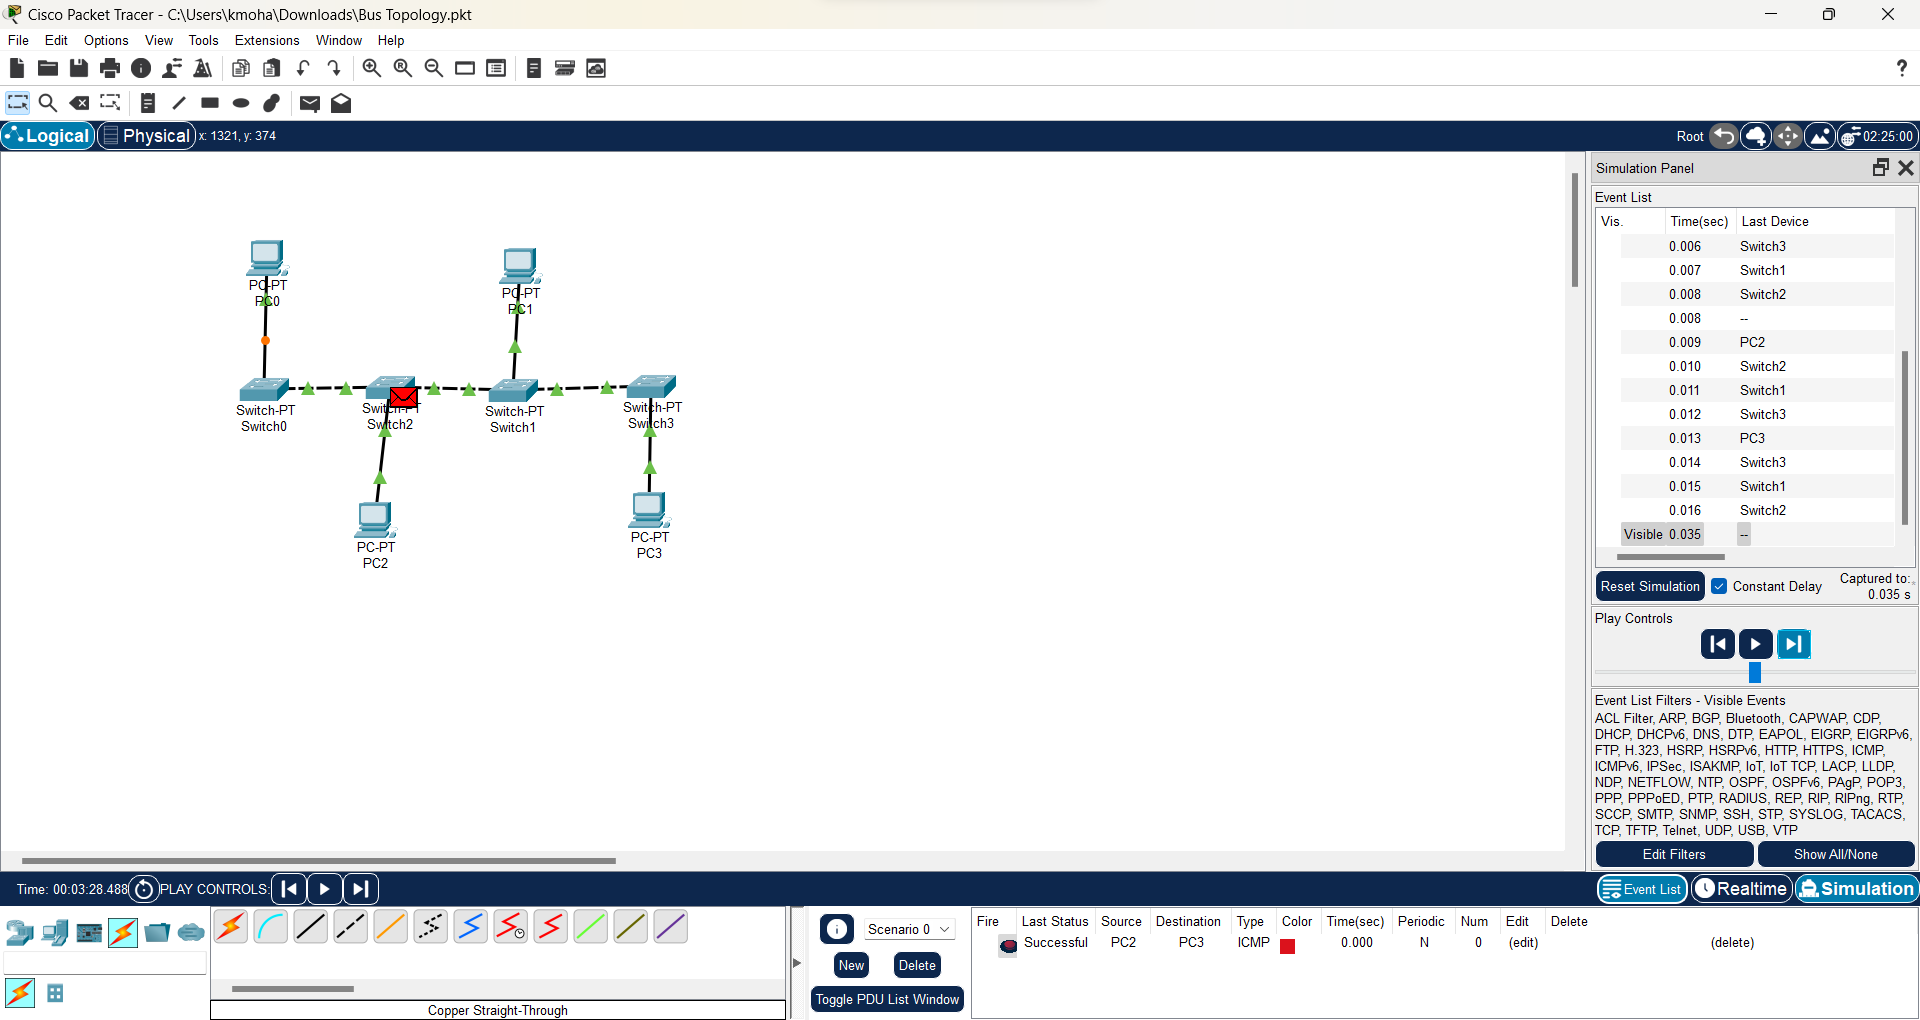 Cisco Packet Tracer - C:\Users\kmoha\Downloads\Bus Topology.pkt
File Edit Options View Tools Extensions Window Help
?
Logical Physical x: 1321, y: 374
Root 02:25:00
PC-PT
PC0
PC-PT
PC1
Switch-PT
Switch0
Switch-PT
Switch2
Switch-PT
Switch1
Switch-PT
Switch3
PC-PT
PC2
PC-PT
PC3
Simulation Panel
Event List
Vis. Time(sec) Last Device
0.006 Switch3
0.007 Switch1
0.008 Switch2
0.008 --
0.009 PC2
0.010 Switch2
0.011 Switch1
0.012 Switch3
0.013 PC3
0.014 Switch3
0.015 Switch1
0.016 Switch2
Visible 0.035 --
Reset Simulation Constant Delay Captured to:
0.035 s
Play Controls
Event List Filters - Visible Events
ACL Filter, ARP, BGP, Bluetooth, CAPWAP, CDP,
DHCP, DHCPv6, DNS, DTP, EAPOL, EIGRP, EIGRPv6,
FTP, H.323, HSRP, HSRPv6, HTTP, HTTPS, ICMP,
ICMPv6, IPSec, ISAKMP, IoT, IoT TCP, LACP, LLDP,
NDP, NETFLOW, NTP, OSPF, OSPFv6, PAgP, POP3,
PPP, PPPoED, PTP, RADIUS, REP, RIP, RIPng, RTP,
SCCP, SMTP, SNMP, SSH, STP, SYSLOG, TACACS,
TCP, TFTP, Telnet, UDP, USB, VTP
Edit Filters Show All/None
Time: 00:03:28.488 PLAY CONTROLS:
Event List Realtime Simulation
Copper Straight-Through
Scenario 0
New Delete
Toggle PDU List Window
Fire Last Status Source Destination Type Color Time(sec) Periodic Num Edit Delete
Successful PC2 PC3 ICMP 0.000 N 0 (edit) (delete)